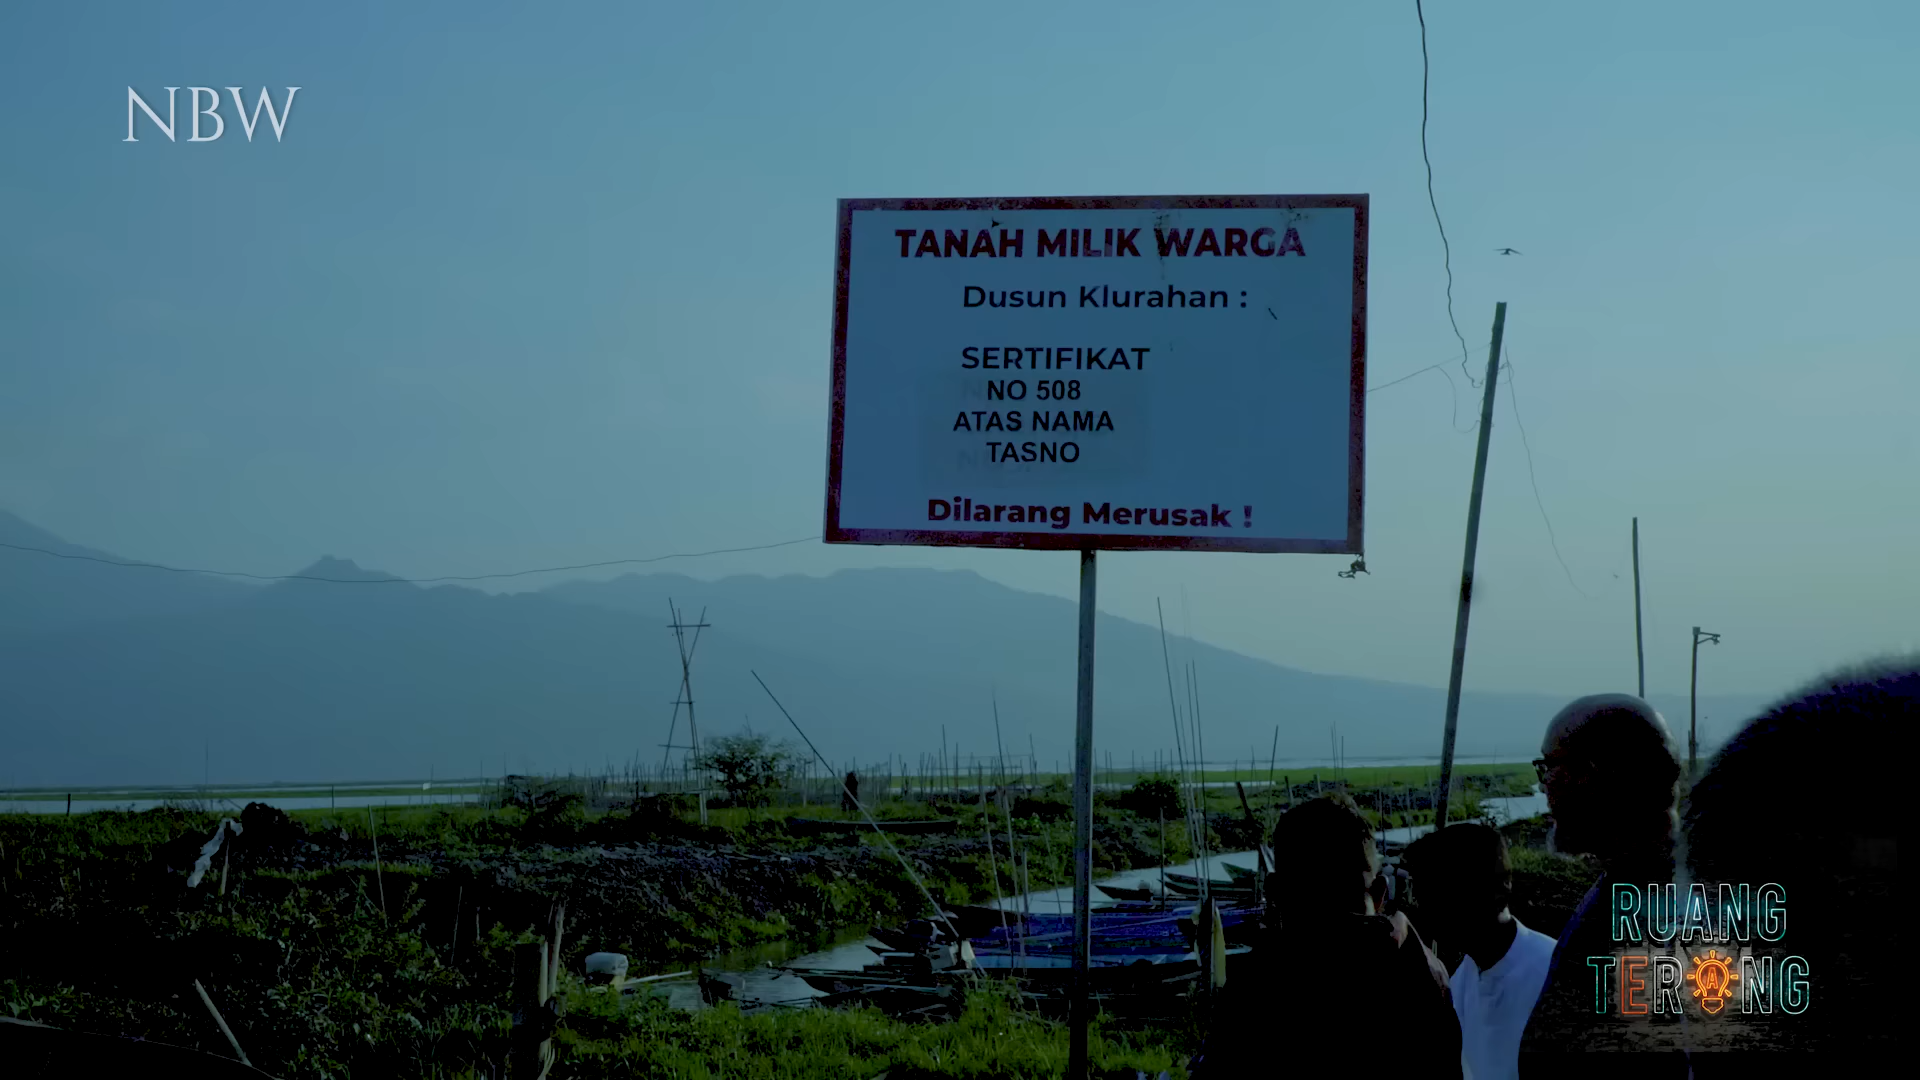 NBW
TANAH MILIK WARGA
Dusun Klurahan :
SERTIFIKAT
NO 508
ATAS NAMA
TASNO
Dilarang Merusak !
RUANG
TERANG